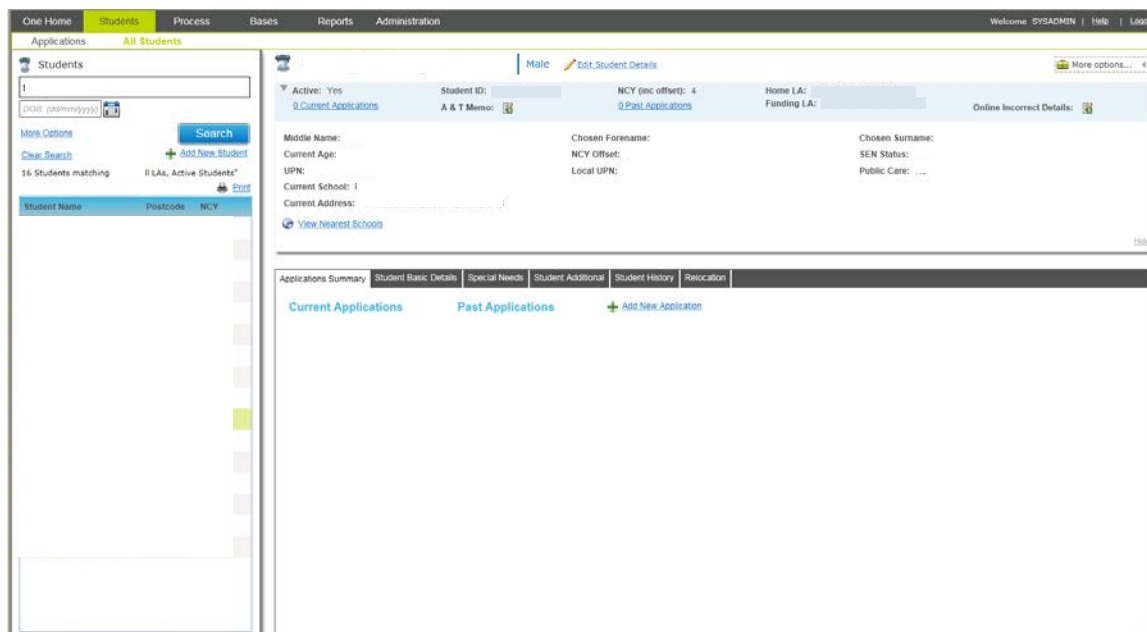 One Home Students Process Bases Reports Administration Welcome SYSADMIN | Help | Logo
Applications All Students
Students
DOB (dd/mm/yyyy)
More Options Search
Clear Search Add New Student
16 Students matching ll LAs, Active Students"
Print
Student Name Postcode NCY
Male Edit Student Details More options...
Active: Yes Student ID: NCY (inc offset): 4 Home LA:
0 Current Applications A & T Memo: 0 Past Applications Funding LA: Online Incorrect Details:
Middle Name: Chosen Forename: Chosen Surname:
Current Age: NCY Offset: SEN Status:
UPN: Local UPN: Public Care:
Current School:
Current Address:
View Nearest Schools
Hide
Applications Summary Student Basic Details Special Needs Student Additional Student History Relocation
Current Applications Past Applications Add New Application